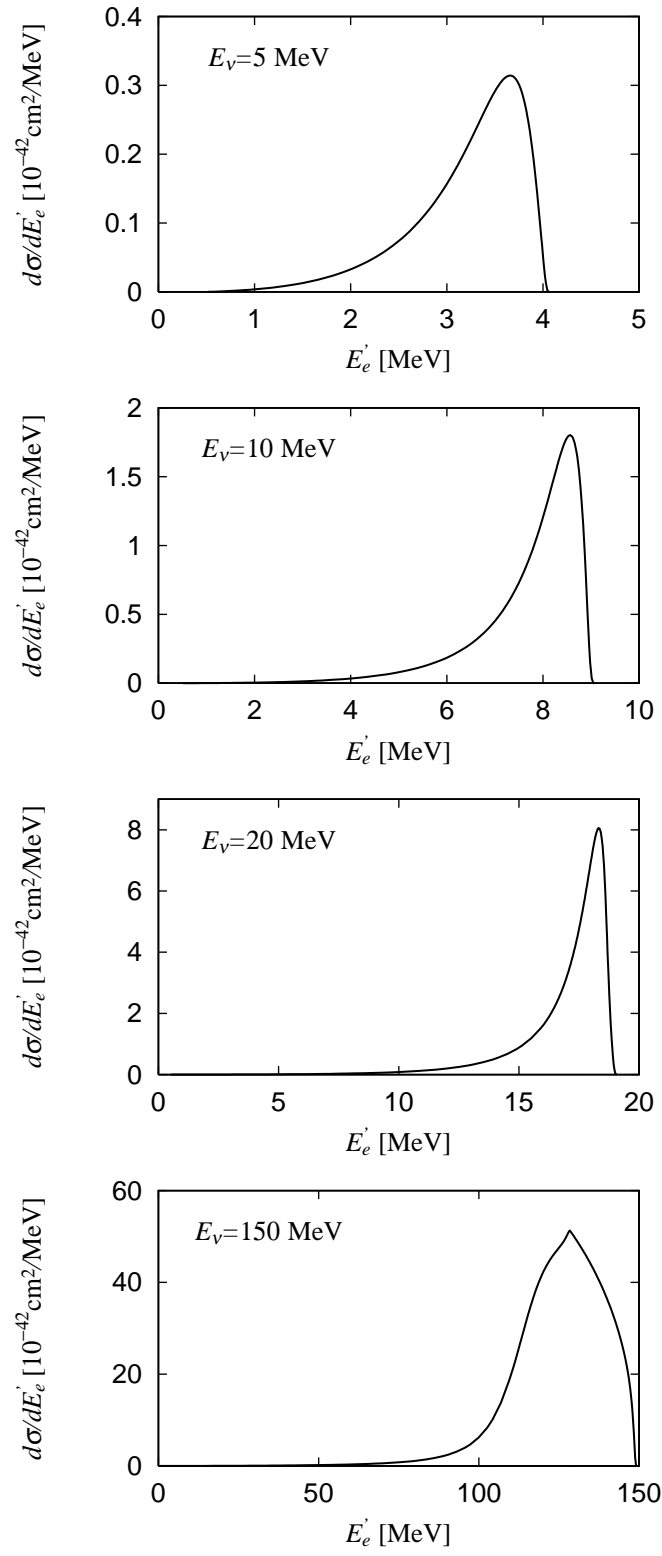 0.4
E_ν=5 MeV
0.3
0.2
0.1
0
dσ/dE'_e [10⁻⁴²cm²/MeV]
0 1 2 3 4 5
E'_e [MeV]
2
E_ν=10 MeV
1.5
1
0.5
0
dσ/dE'_e [10⁻⁴²cm²/MeV]
0 2 4 6 8 10
E'_e [MeV]
E_ν=20 MeV
8
6
4
2
0
dσ/dE'_e [10⁻⁴²cm²/MeV]
0 5 10 15 20
E'_e [MeV]
60
E_ν=150 MeV
40
20
0
dσ/dE'_e [10⁻⁴²cm²/MeV]
0 50 100 150
E'_e [MeV]